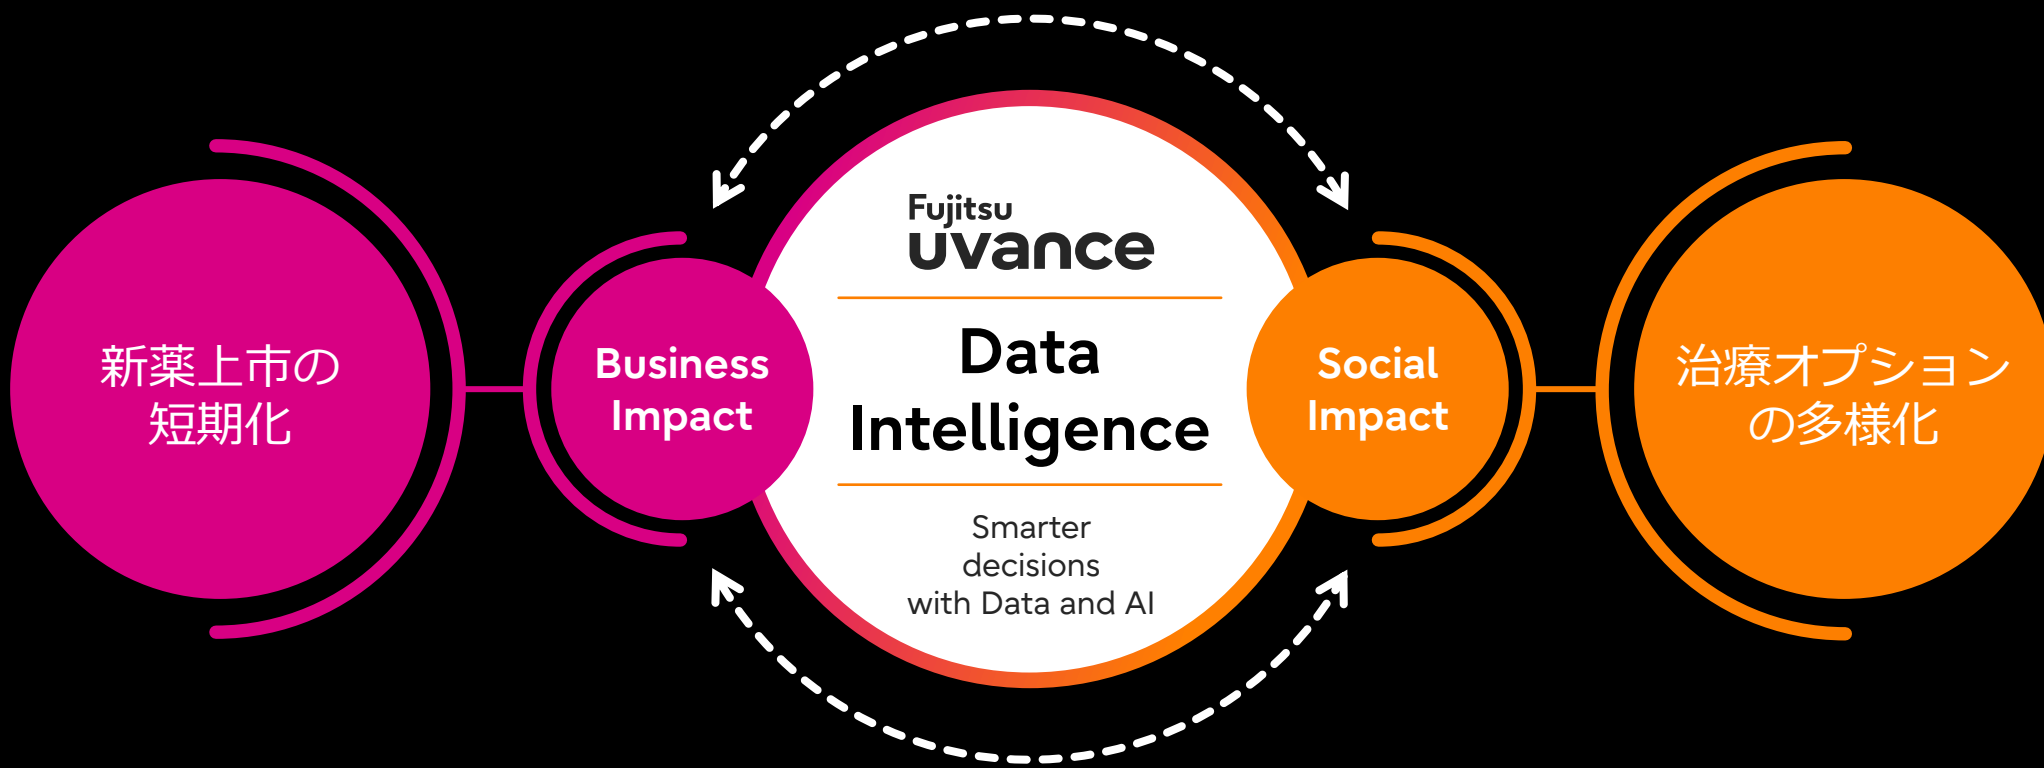 新薬上市の
短期化
Business
Impact
Fujitsu
uvance
Data
Intelligence
Smarter
decisions
with Data and AI
Social
Impact
治療オプション
の多様化